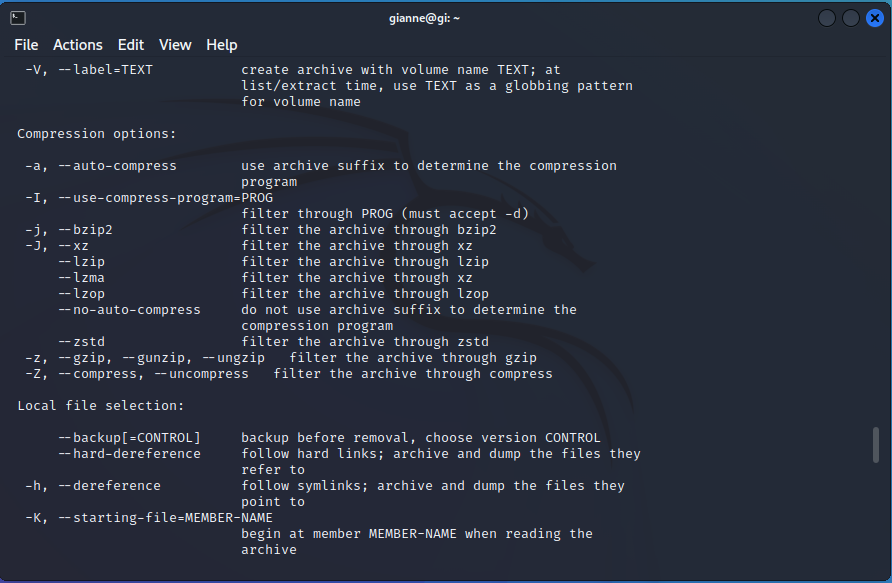 gianne@gi: ~
File Actions Edit View Help
-V, --label=TEXT create archive with volume name TEXT; at
list/extract time, use TEXT as a globbing pattern
for volume name
Compression options:
-a, --auto-compress use archive suffix to determine the compression
program
-I, --use-compress-program=PROG
filter through PROG (must accept -d)
-j, --bzip2 filter the archive through bzip2
-J, --xz filter the archive through xz
--lzip filter the archive through lzip
--lzma filter the archive through xz
--lzop filter the archive through lzop
--no-auto-compress do not use archive suffix to determine the
compression program
--zstd filter the archive through zstd
-z, --gzip, --gunzip, --ungzip filter the archive through gzip
-Z, --compress, --uncompress filter the archive through compress
Local file selection:
--backup[=CONTROL] backup before removal, choose version CONTROL
--hard-dereference follow hard links; archive and dump the files they
refer to
-h, --dereference follow symlinks; archive and dump the files they
point to
-K, --starting-file=MEMBER-NAME
begin at member MEMBER-NAME when reading the
archive